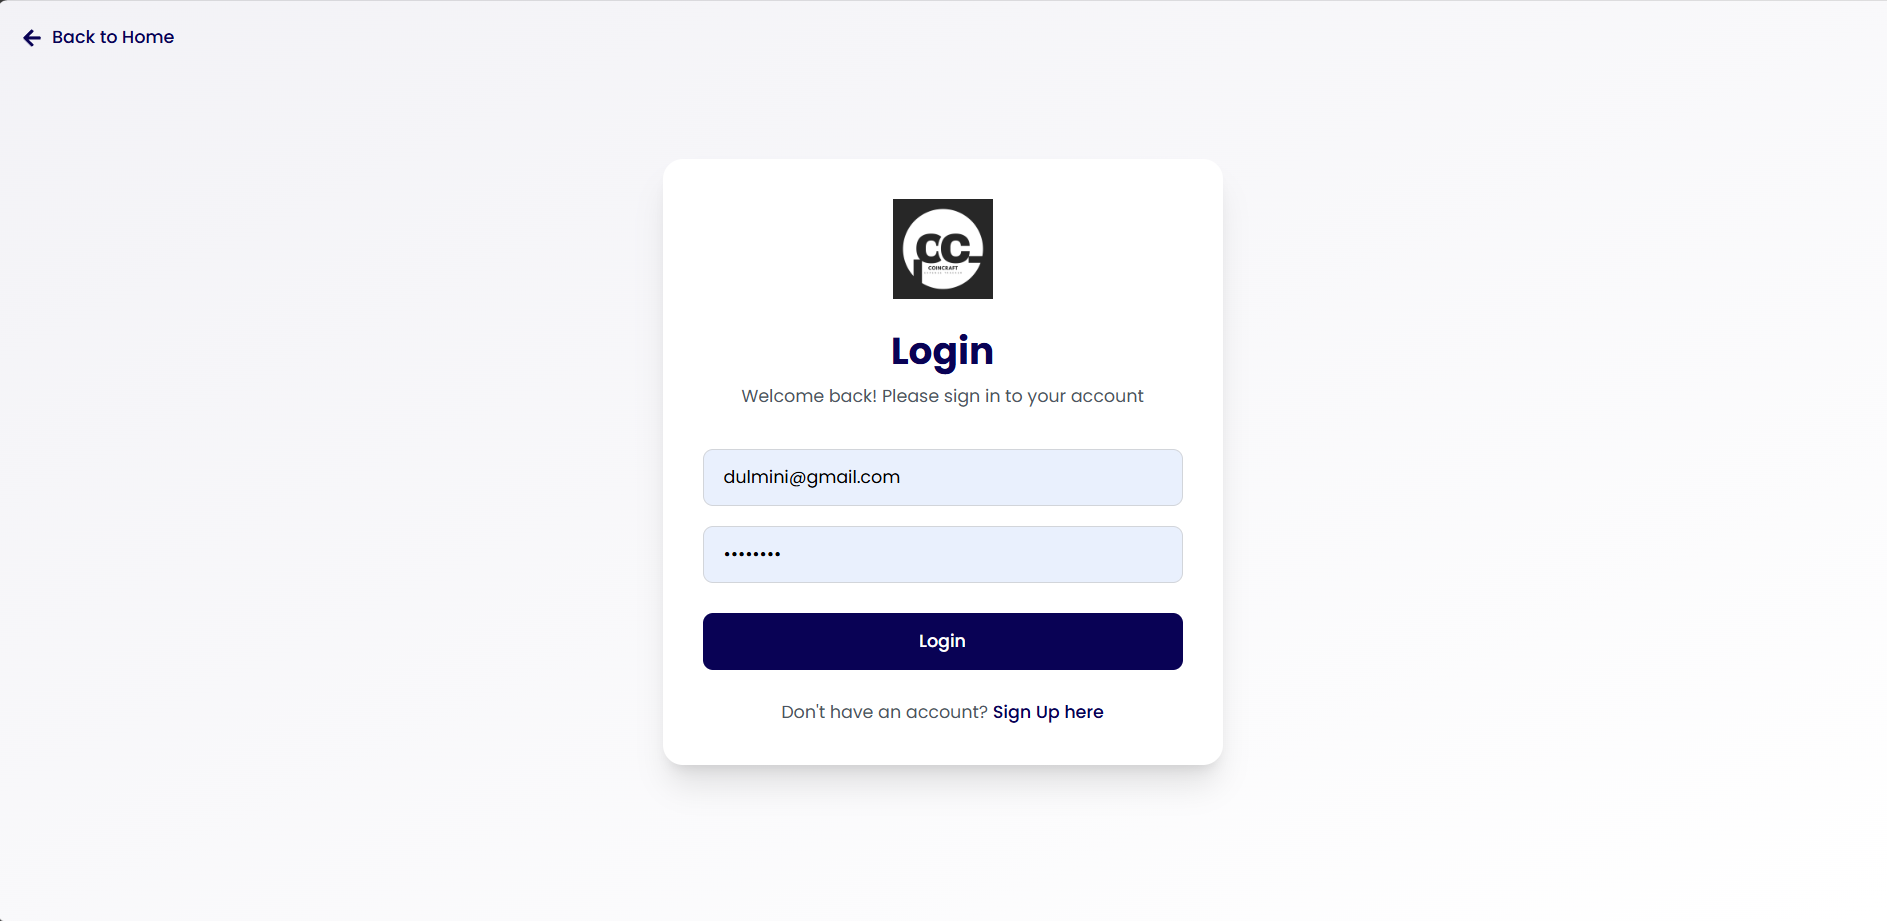 Back to Home
CC
COINCRAFT
Login
Welcome back! Please sign in to your account
dulmini@gmail.com
••••••••
Login
Don't have an account? Sign Up here